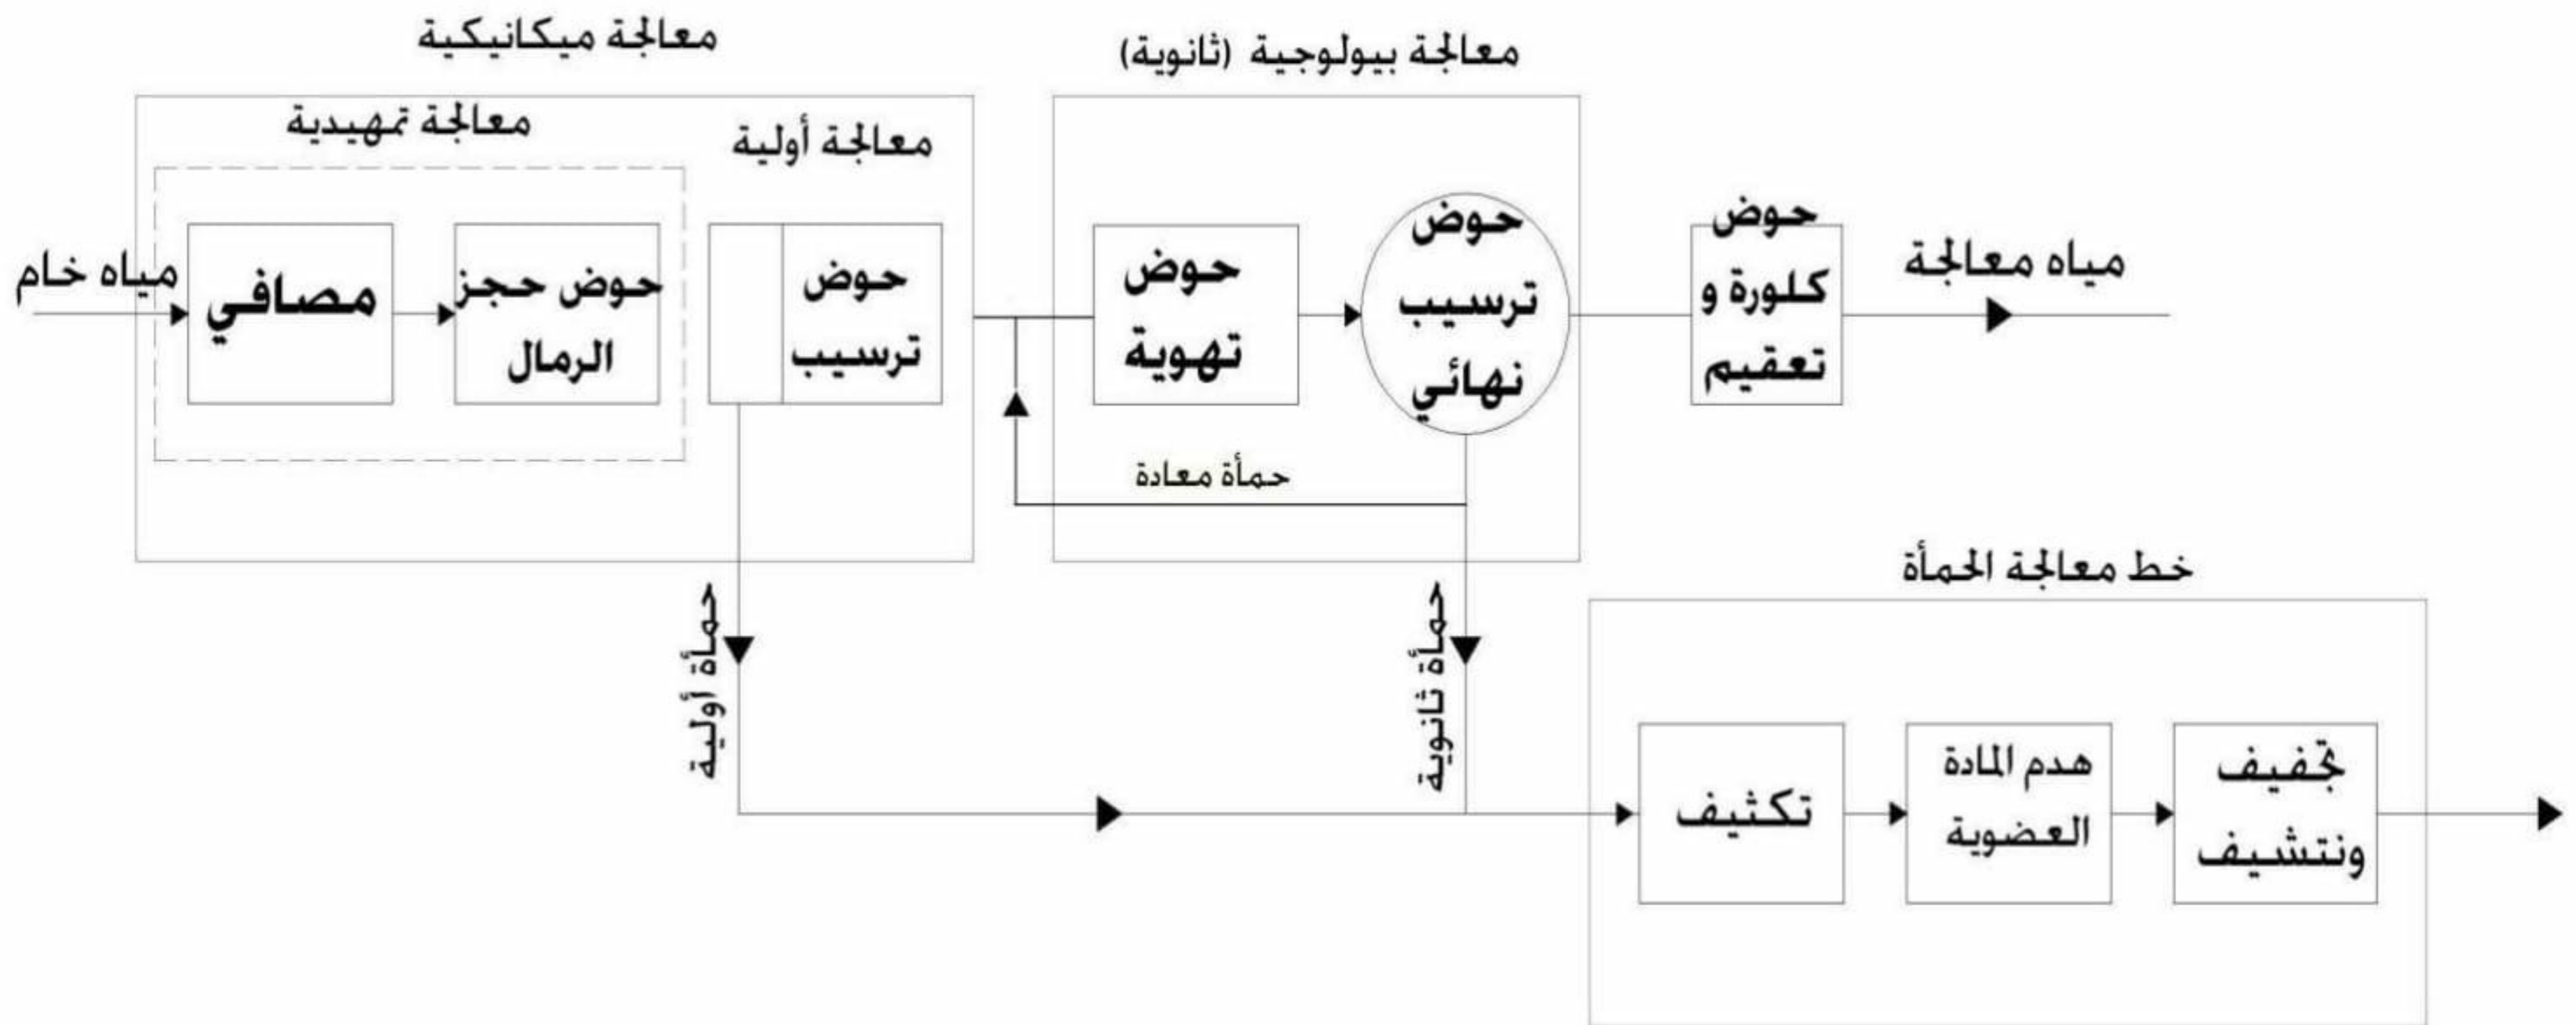 معالجة ميكانيكية
معالجة بيولوجية (ثانوية)
معالجة تمهيدية
معالجة أولية
مياه خام
مصافي
حوض حجز
الرمال
حوض
ترسيب
حوض
تهوية
حوض
ترسيب
نهائي
حوض
كلورة و
تعقيم
مياه معالجة
حمأة معادة
حمأة أولية
حمأة ثانوية
خط معالجة الحمأة
تكثيف
هدم المادة
العضوية
تجفيف
ونتشيف